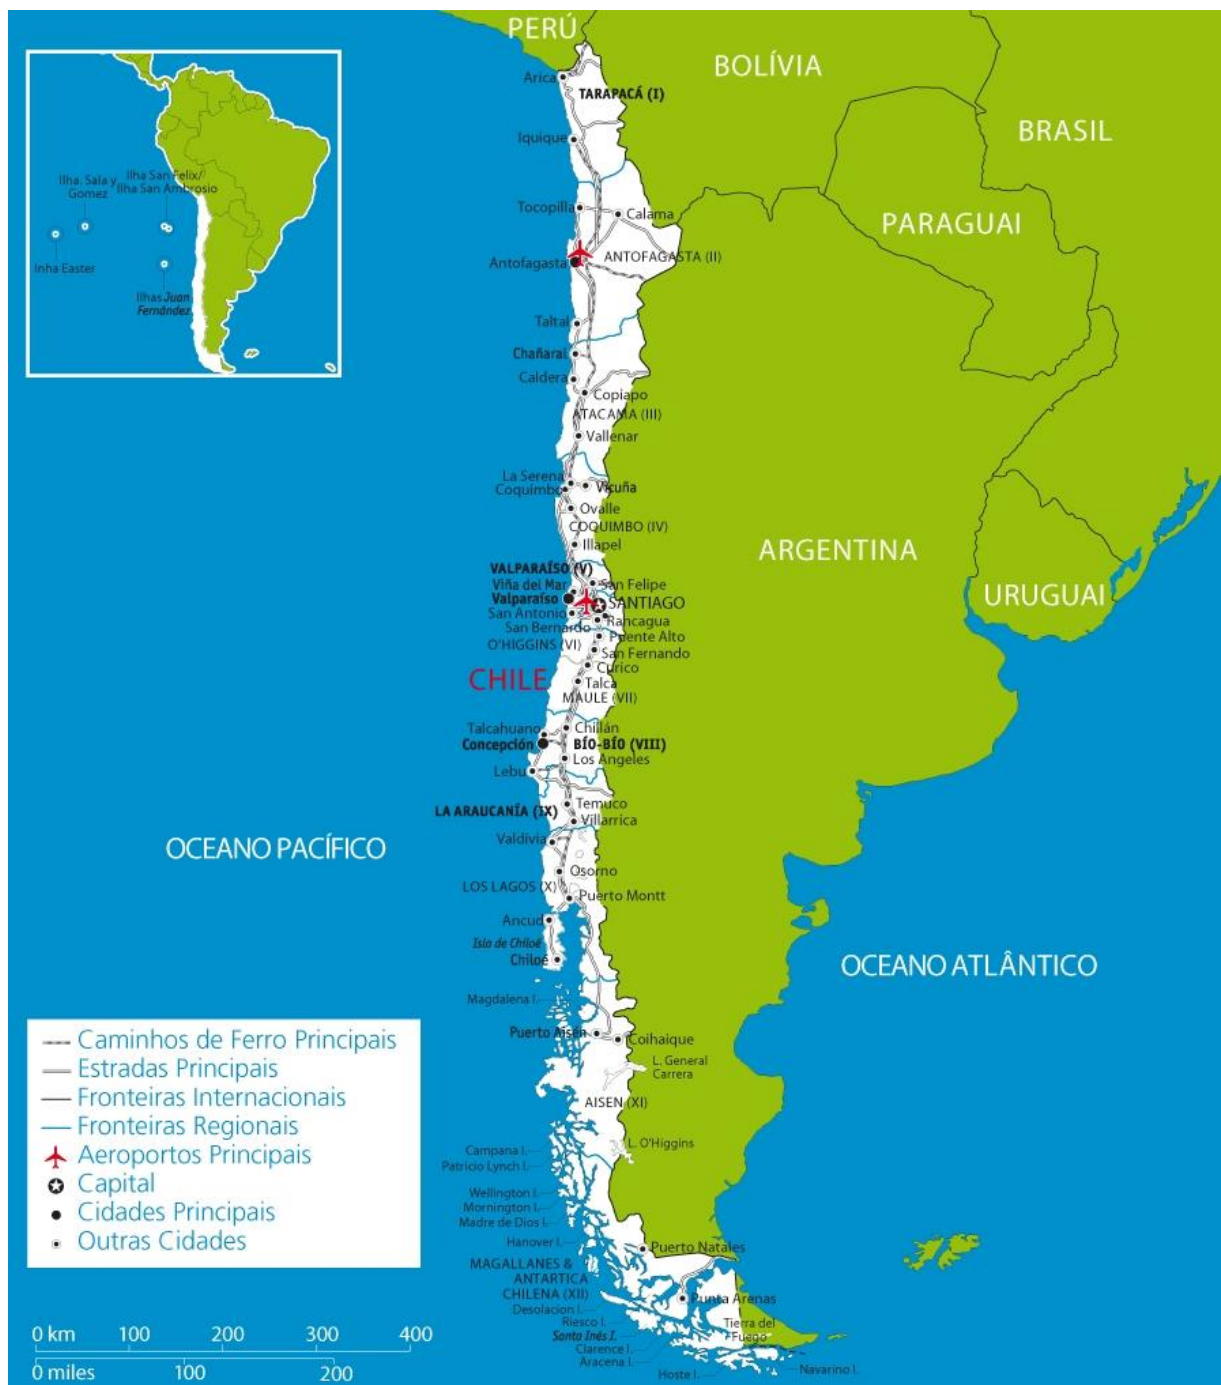 PERÚ
BOLÍVIA
BRASIL
PARAGUAI
ARGENTINA
URUGUAI
CHILE
OCEANO PACÍFICO
OCEANO ATLÂNTICO
Ilha. Sala y
Gomez
Ilha San Felix/
Ilha San Ambrosio
Inha Easter
Ilhas Juan
Fernández
Arica
TARAPACÁ (I)
Iquique
Tocopilla
Calama
ANTOFAGASTA (II)
Antofagasta
Taltal
Chañaral
Caldera
Copiapo
ATACAMA (III)
Vallenar
La Serena
Coquimbo
Vicuña
Ovalle
COQUIMBO (IV)
Illapel
VALPARAÍSO (V)
Viña del Mar
San Felipe
Valparaíso
SANTIAGO
San Antonio
Rancagua
San Bernardo
Puente Alto
O'HIGGINS (VI)
San Fernando
Curico
Talca
MAULE (VII)
Talcahuano
Chillán
Concepción
BÍO-BÍO (VIII)
Los Angeles
Lebu
Temuco
LA ARAUCANÍA (IX)
Villarrica
Valdivia
Osorno
LOS LAGOS (X)
Puerto Montt
Ancud
Isla de Chiloé
Chiloé
Magdalena I.
Puerto Aisén
Coihaique
L. General
Carrera
AISEN (XI)
L. O'Higgins
Campana I.
Patricio Lynch I.
Wellington I.
Mornington I.
Madre de Dios I.
Hanover I.
Puerto Natales
MAGALLANES &
ANTARTICA
CHILENA (XII)
Punta Arenas
Desolacion I.
Riesco I.
Santa Inés I.
Clarence I.
Aracena I.
Tierra del
Fuego
Hoste I.
Navarino I.
Caminhos de Ferro Principais
Estradas Principais
Fronteiras Internacionais
Fronteiras Regionais
Aeroportos Principais
Capital
Cidades Principais
Outras Cidades
0 km 100 200 300 400
0 miles 100 200